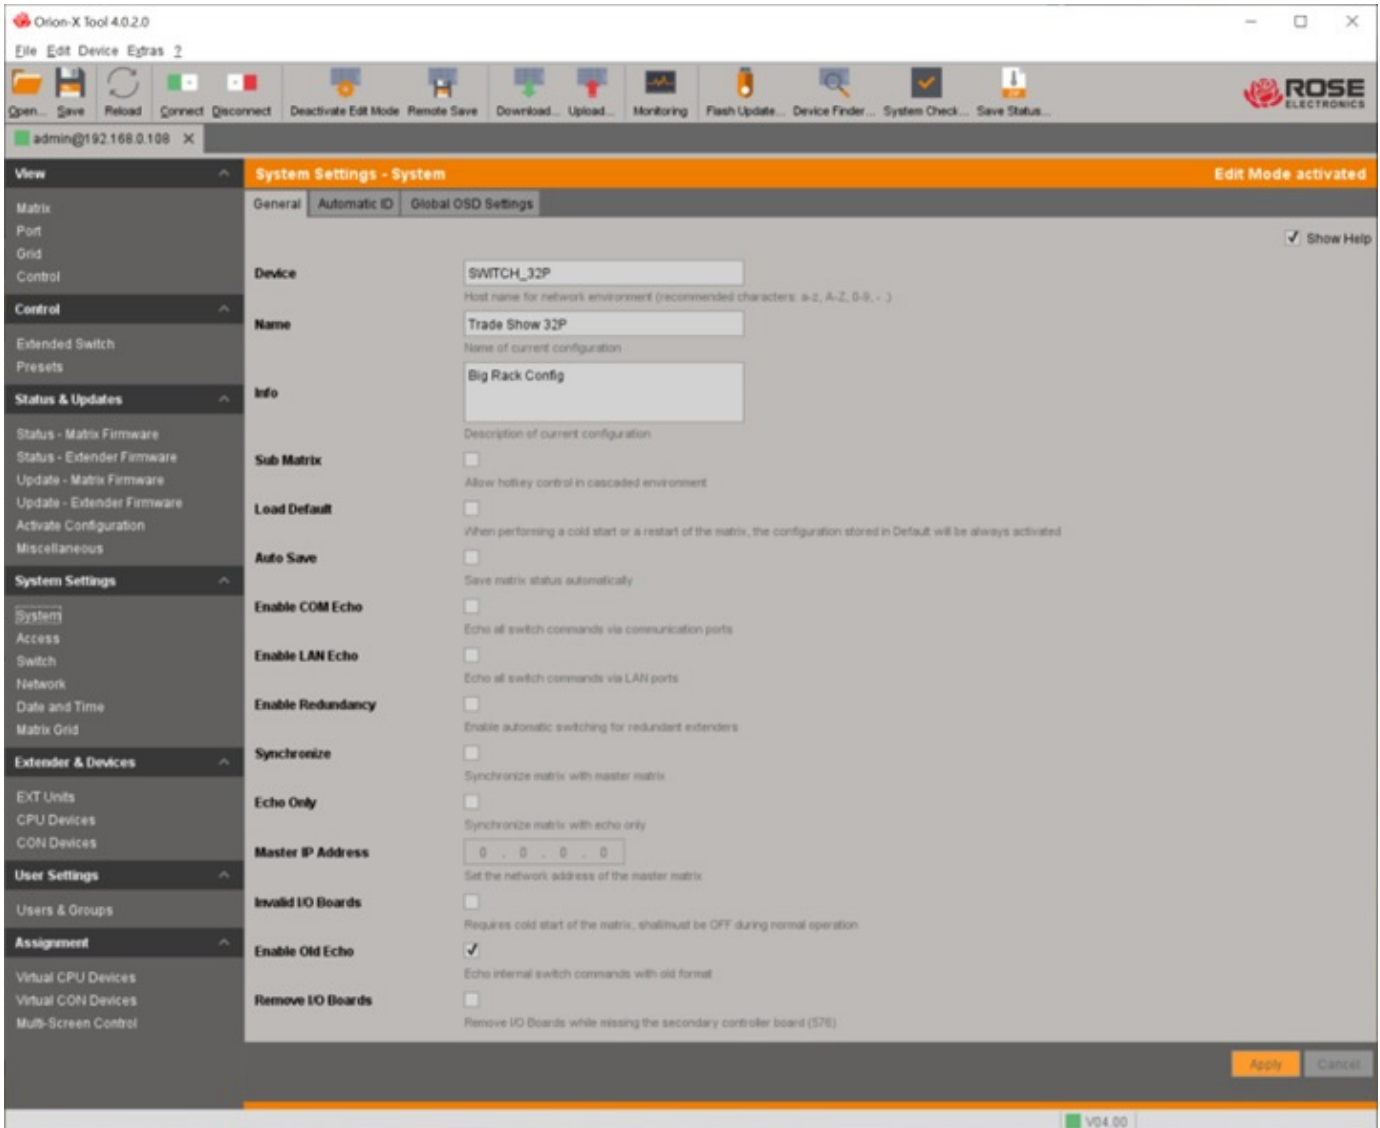 Orion-X Tool 4.0.2.0
File Edit Device Extras ?
Open... Save Reload Connect Disconnect Deactivate Edit Mode Remote Save Download... Upload... Monitoring Flash Update... Device Finder... System Check... Save Status...
ROSE
ELECTRONICS
admin@192.168.0.108
View
System Settings - System
Edit Mode activated
General Automatic ID Global OSD Settings
Matrix
Port
Grid
Control
Show Help
Device
SWITCH_32P
Host name for network environment (recommended characters: a-z, A-Z, 0-9, - .)
Control
Name
Trade Show 32P
Name of current configuration
Extended Switch
Presets
Info
Big Rack Config
Description of current configuration
Status & Updates
Status - Matrix Firmware
Status - Extender Firmware
Update - Matrix Firmware
Update - Extender Firmware
Activate Configuration
Miscellaneous
Sub Matrix
Allow hotkey control in cascaded environment
Load Default
When performing a cold start or a restart of the matrix, the configuration stored in Default will be always activated
Auto Save
Save matrix status automatically
System Settings
System
Access
Switch
Network
Date and Time
Matrix Grid
Enable COM Echo
Echo all switch commands via communication ports
Enable LAN Echo
Echo all switch commands via LAN ports
Enable Redundancy
Enable automatic switching for redundant extenders
Synchronize
Synchronize matrix with master matrix
Extender & Devices
EXT Units
CPU Devices
CON Devices
Echo Only
Synchronize matrix with echo only
Master IP Address
0 . 0 . 0 . 0
Set the network address of the master matrix
User Settings
Users & Groups
Invalid I/O Boards
Requires cold start of the matrix, shall/must be OFF during normal operation
Assignment
Virtual CPU Devices
Virtual CON Devices
Multi-Screen Control
Enable Old Echo
Echo internal switch commands with old format
Remove I/O Boards
Remove I/O Boards while missing the secondary controller board (576)
Apply Cancel
V04.00